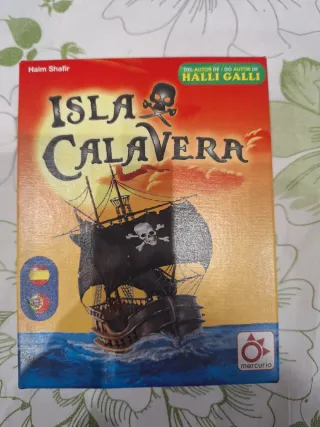 Haim Shafir
DEL AUTOR DE / DO AUTOR DE
HALLI GALLI
ISLA
CALAVERA
mercurio